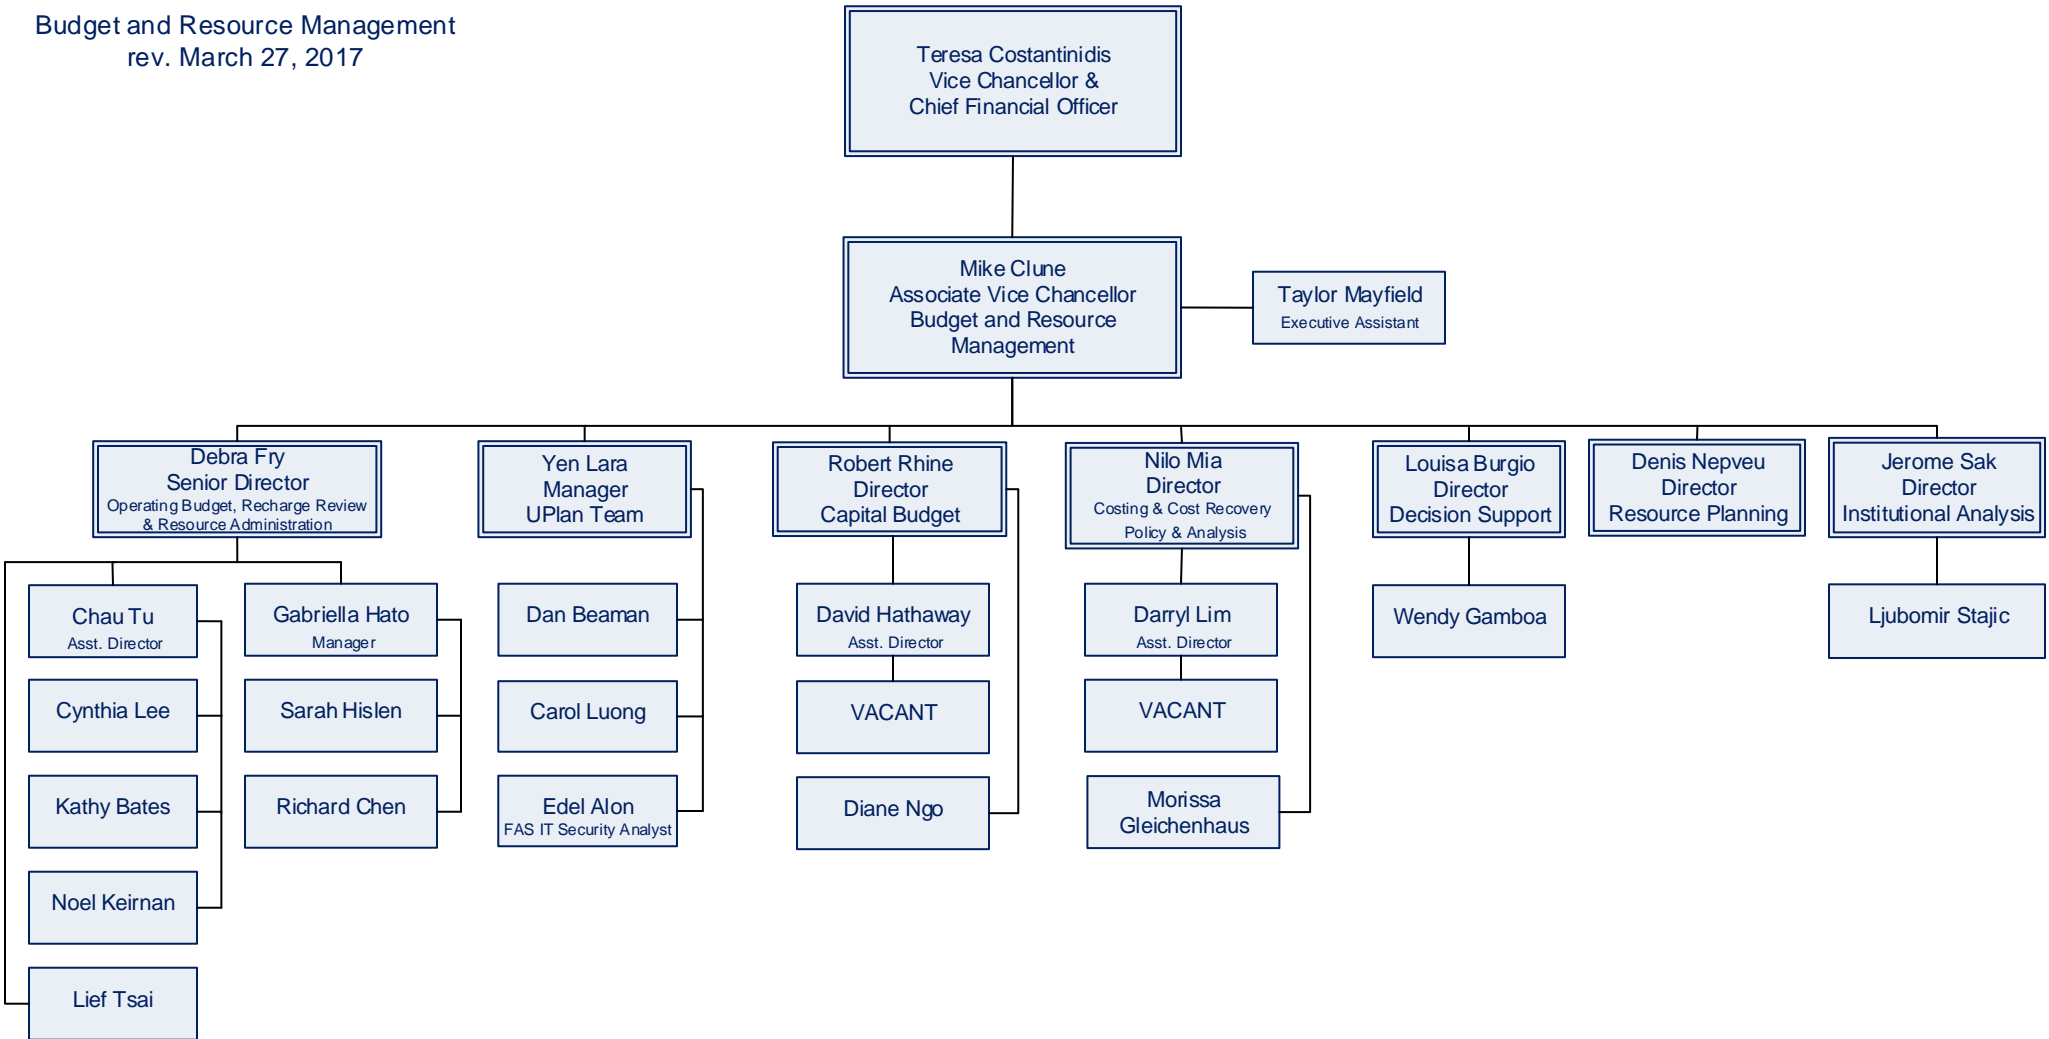 Budget and Resource Management
rev. March 27, 2017
Teresa Costantinidis
Vice Chancellor &
Chief Financial Officer
Mike Clune
Associate Vice Chancellor
Budget and Resource
Management
Taylor Mayfield
Executive Assistant
Debra Fry
Senior Director
Operating Budget, Recharge Review
& Resource Administration
Yen Lara
Manager
UPlan Team
Robert Rhine
Director
Capital Budget
Nilo Mia
Director
Costing & Cost Recovery
Policy & Analysis
Louisa Burgio
Director
Decision Support
Denis Nepveu
Director
Resource Planning
Jerome Sak
Director
Institutional Analysis
Chau Tu
Asst. Director
Gabriella Hato
Manager
Dan Beaman
David Hathaway
Asst. Director
Darryl Lim
Asst. Director
Wendy Gamboa
Ljubomir Stajic
Cynthia Lee
Sarah Hislen
Carol Luong
VACANT
VACANT
Kathy Bates
Richard Chen
Edel Alon
FAS IT Security Analyst
Diane Ngo
Morissa
Gleichenhaus
Noel Keirnan
Lief Tsai